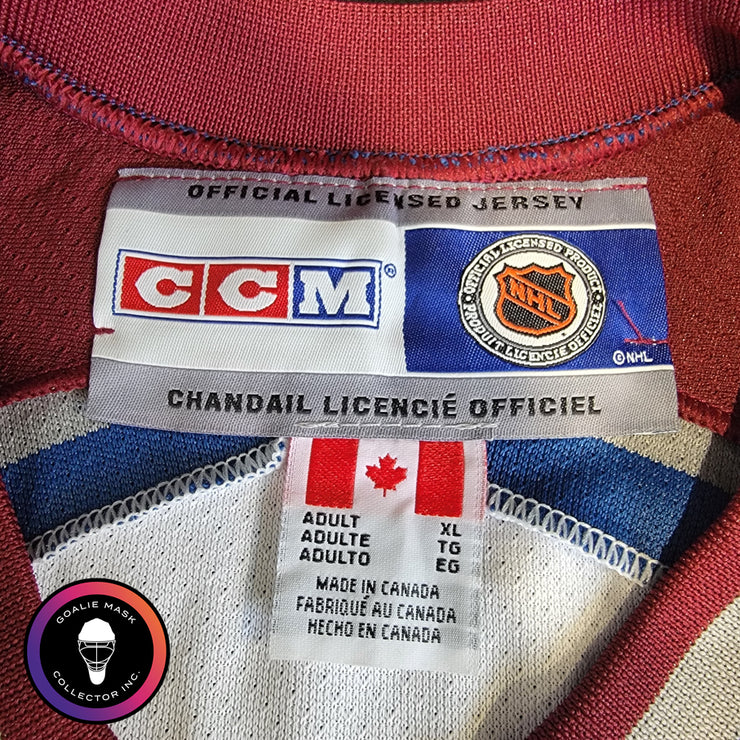 OFFICIAL LICENSED JERSEY
CCM®
OFFICIAL LICENSED PRODUCT
NHL
PRODUIT LICENCIÉ OFFICIEL
©NHL
CHANDAIL LICENCIÉ OFFICIEL
ADULT XL
ADULTE TG
ADULTO EG
MADE IN CANADA
FABRIQUÉ AU CANADA
HECHO EN CANADA
GOALIE MASK
COLLECTOR INC.